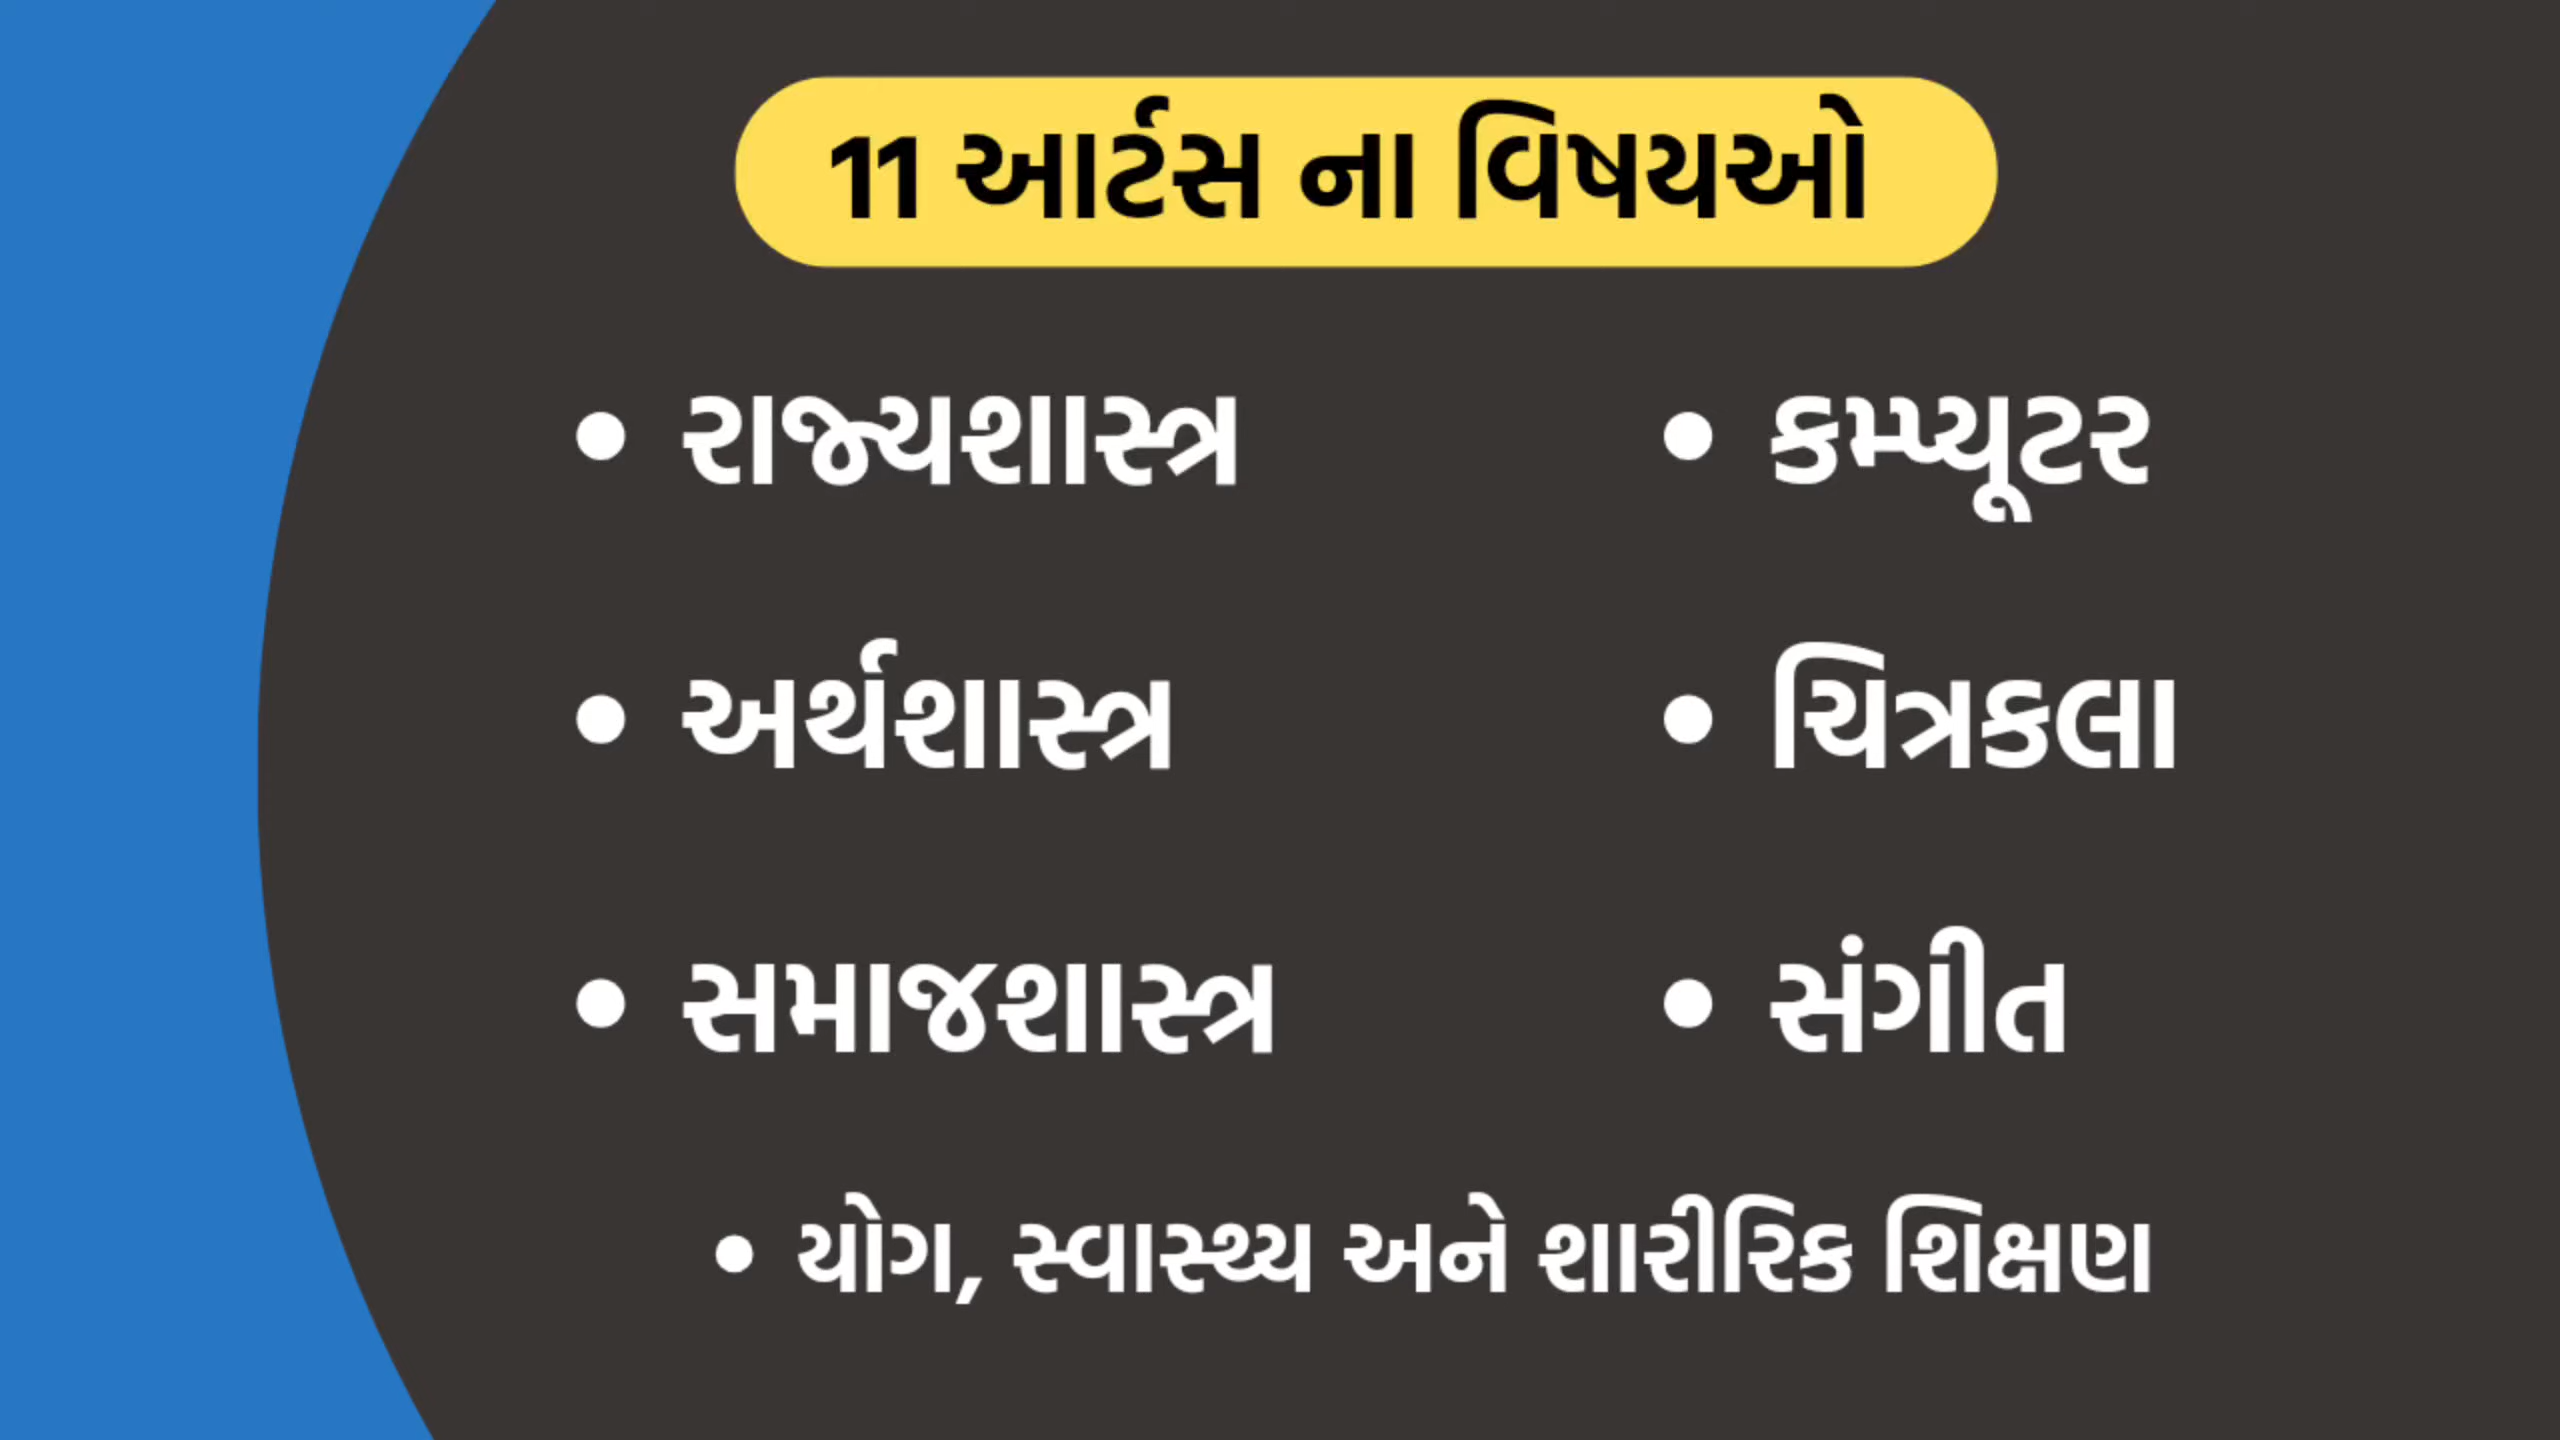 11 આર્ટસ ના વિષયઓ
• રાજ્યશાસ્ત્ર
• અર્થશાસ્ત્ર
• સમાજશાસ્ત્ર
• કમ્પ્યૂટર
• ચિત્રકલા
• સંગીત
• યોગ, સ્વાસ્થ્ય અને શારીરિક શિક્ષણ